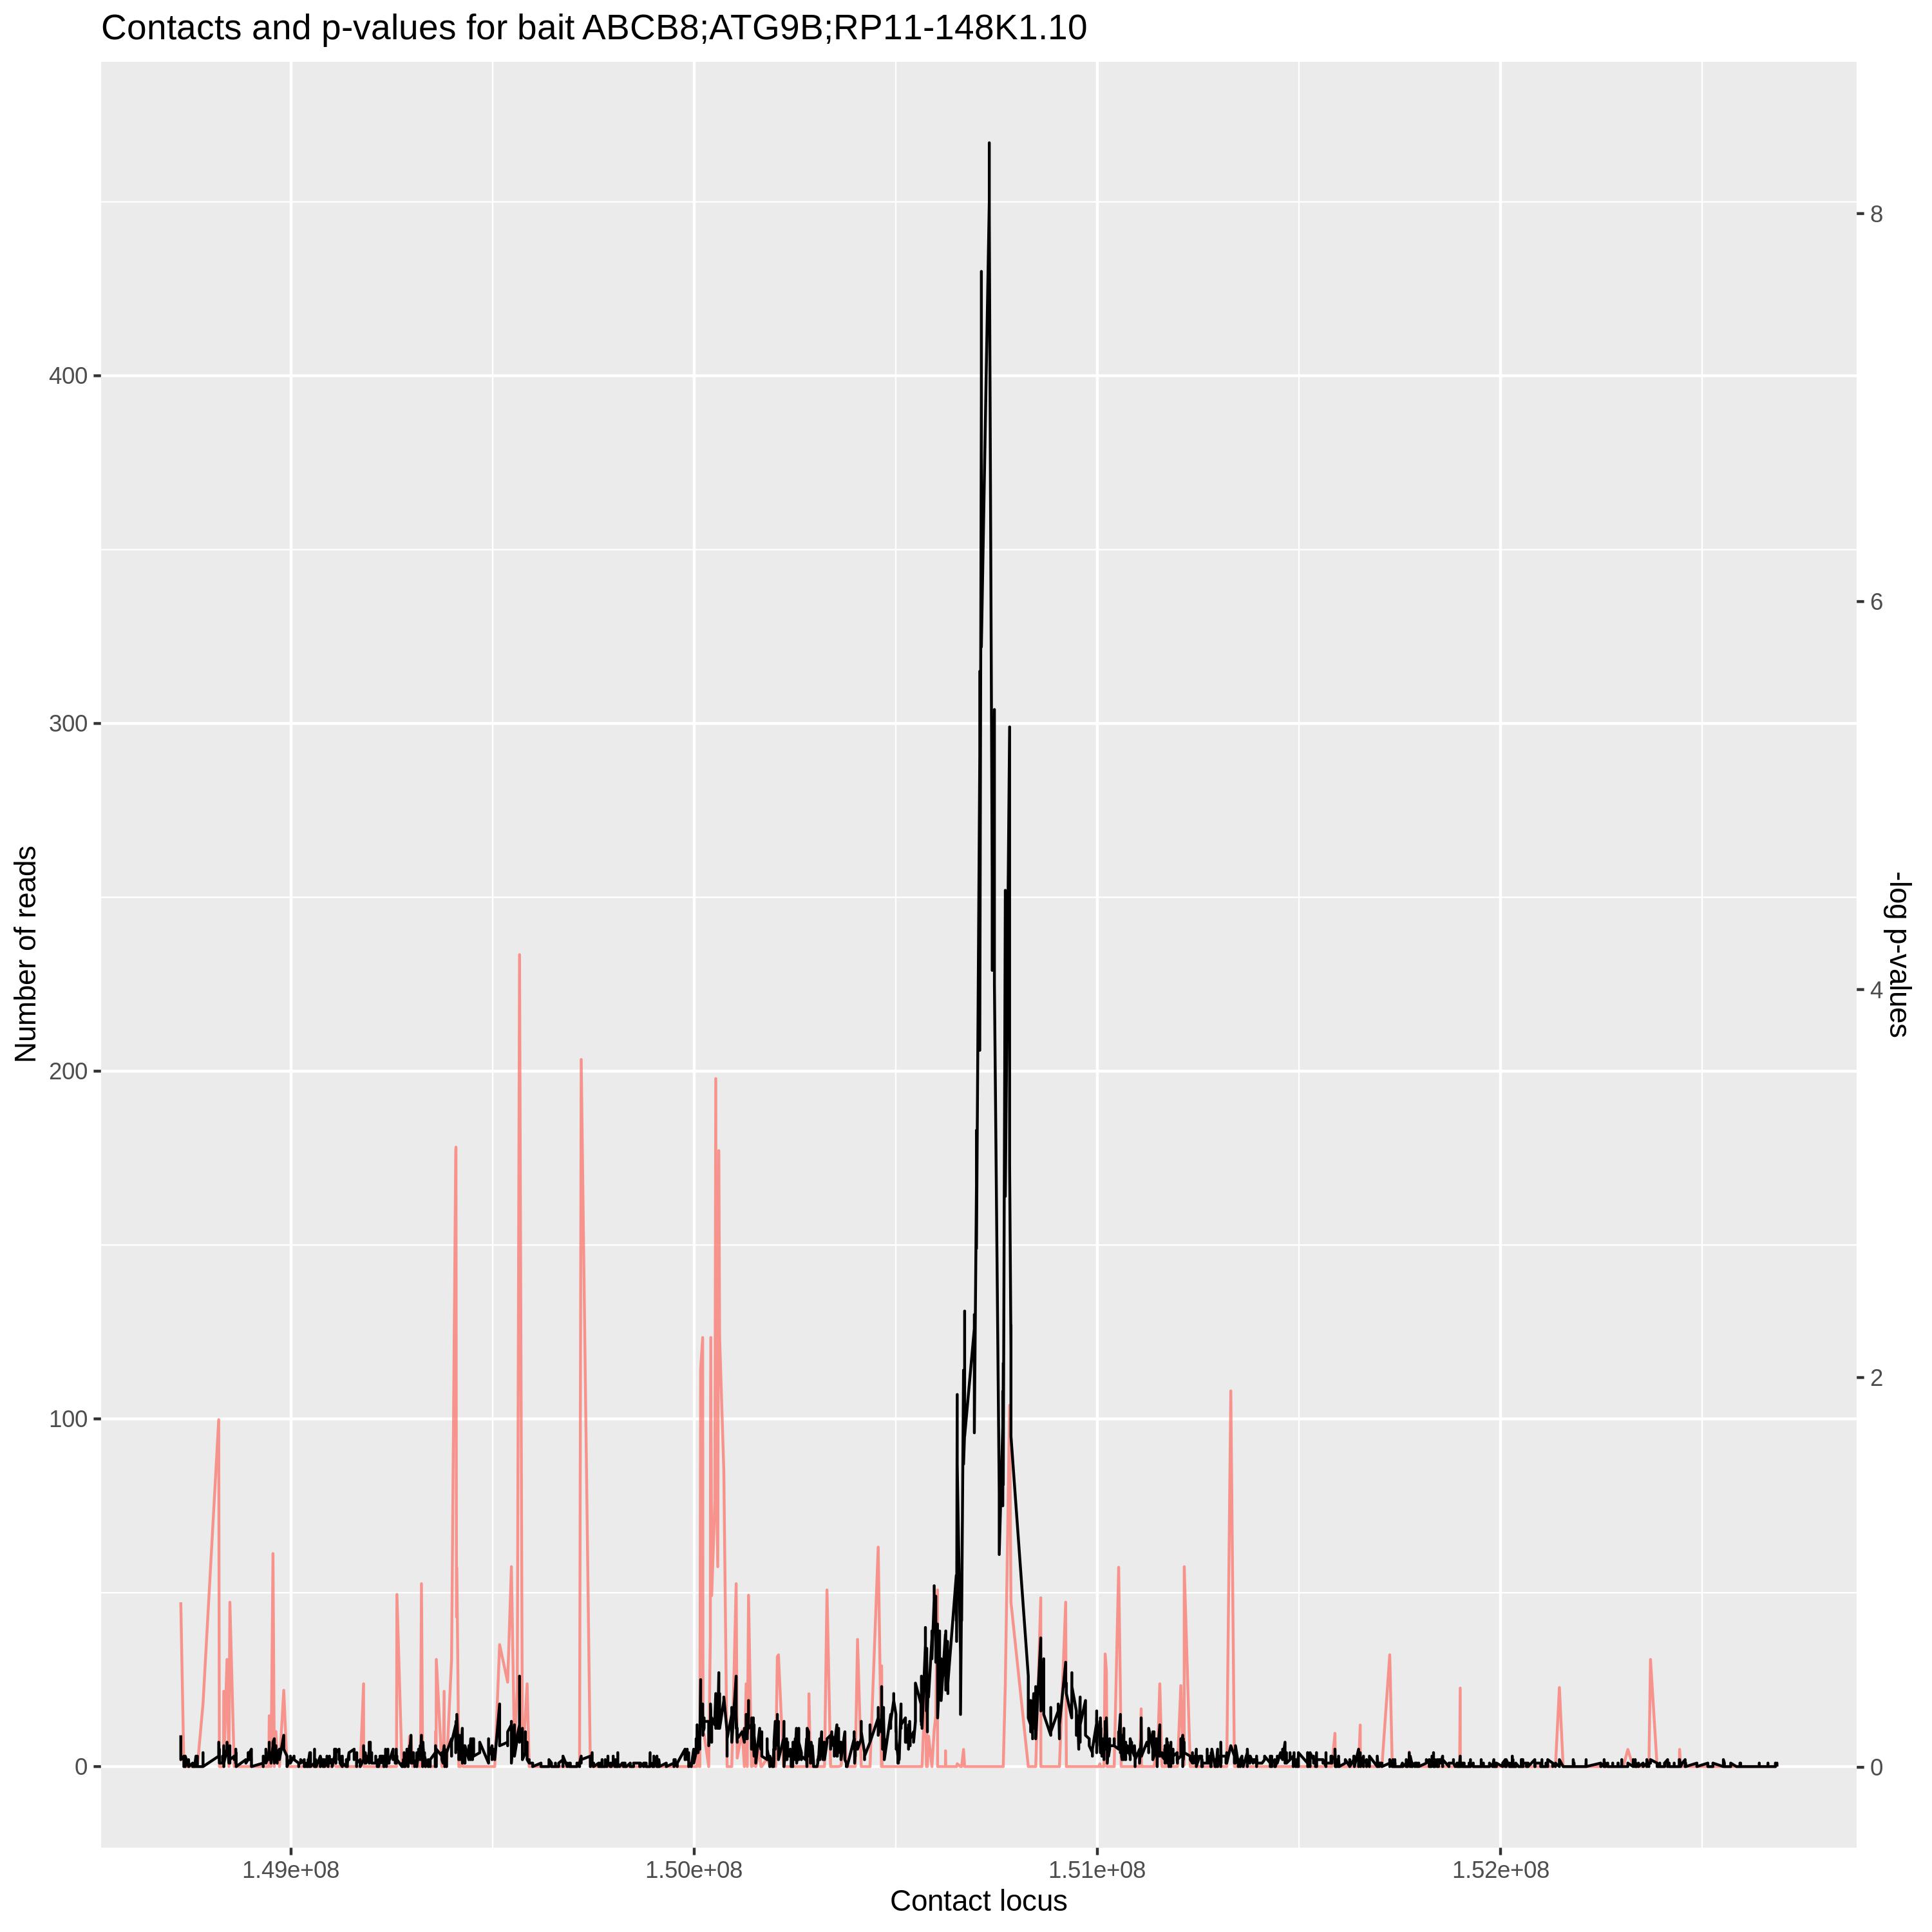 Contacts and p-values for bait ABCB8;ATG9B;RP11-148K1.10
Number of reads
400
300
200
100
0
8
6
4
2
0
-log p-values
1.49e+08
1.50e+08
1.51e+08
1.52e+08
Contact locus